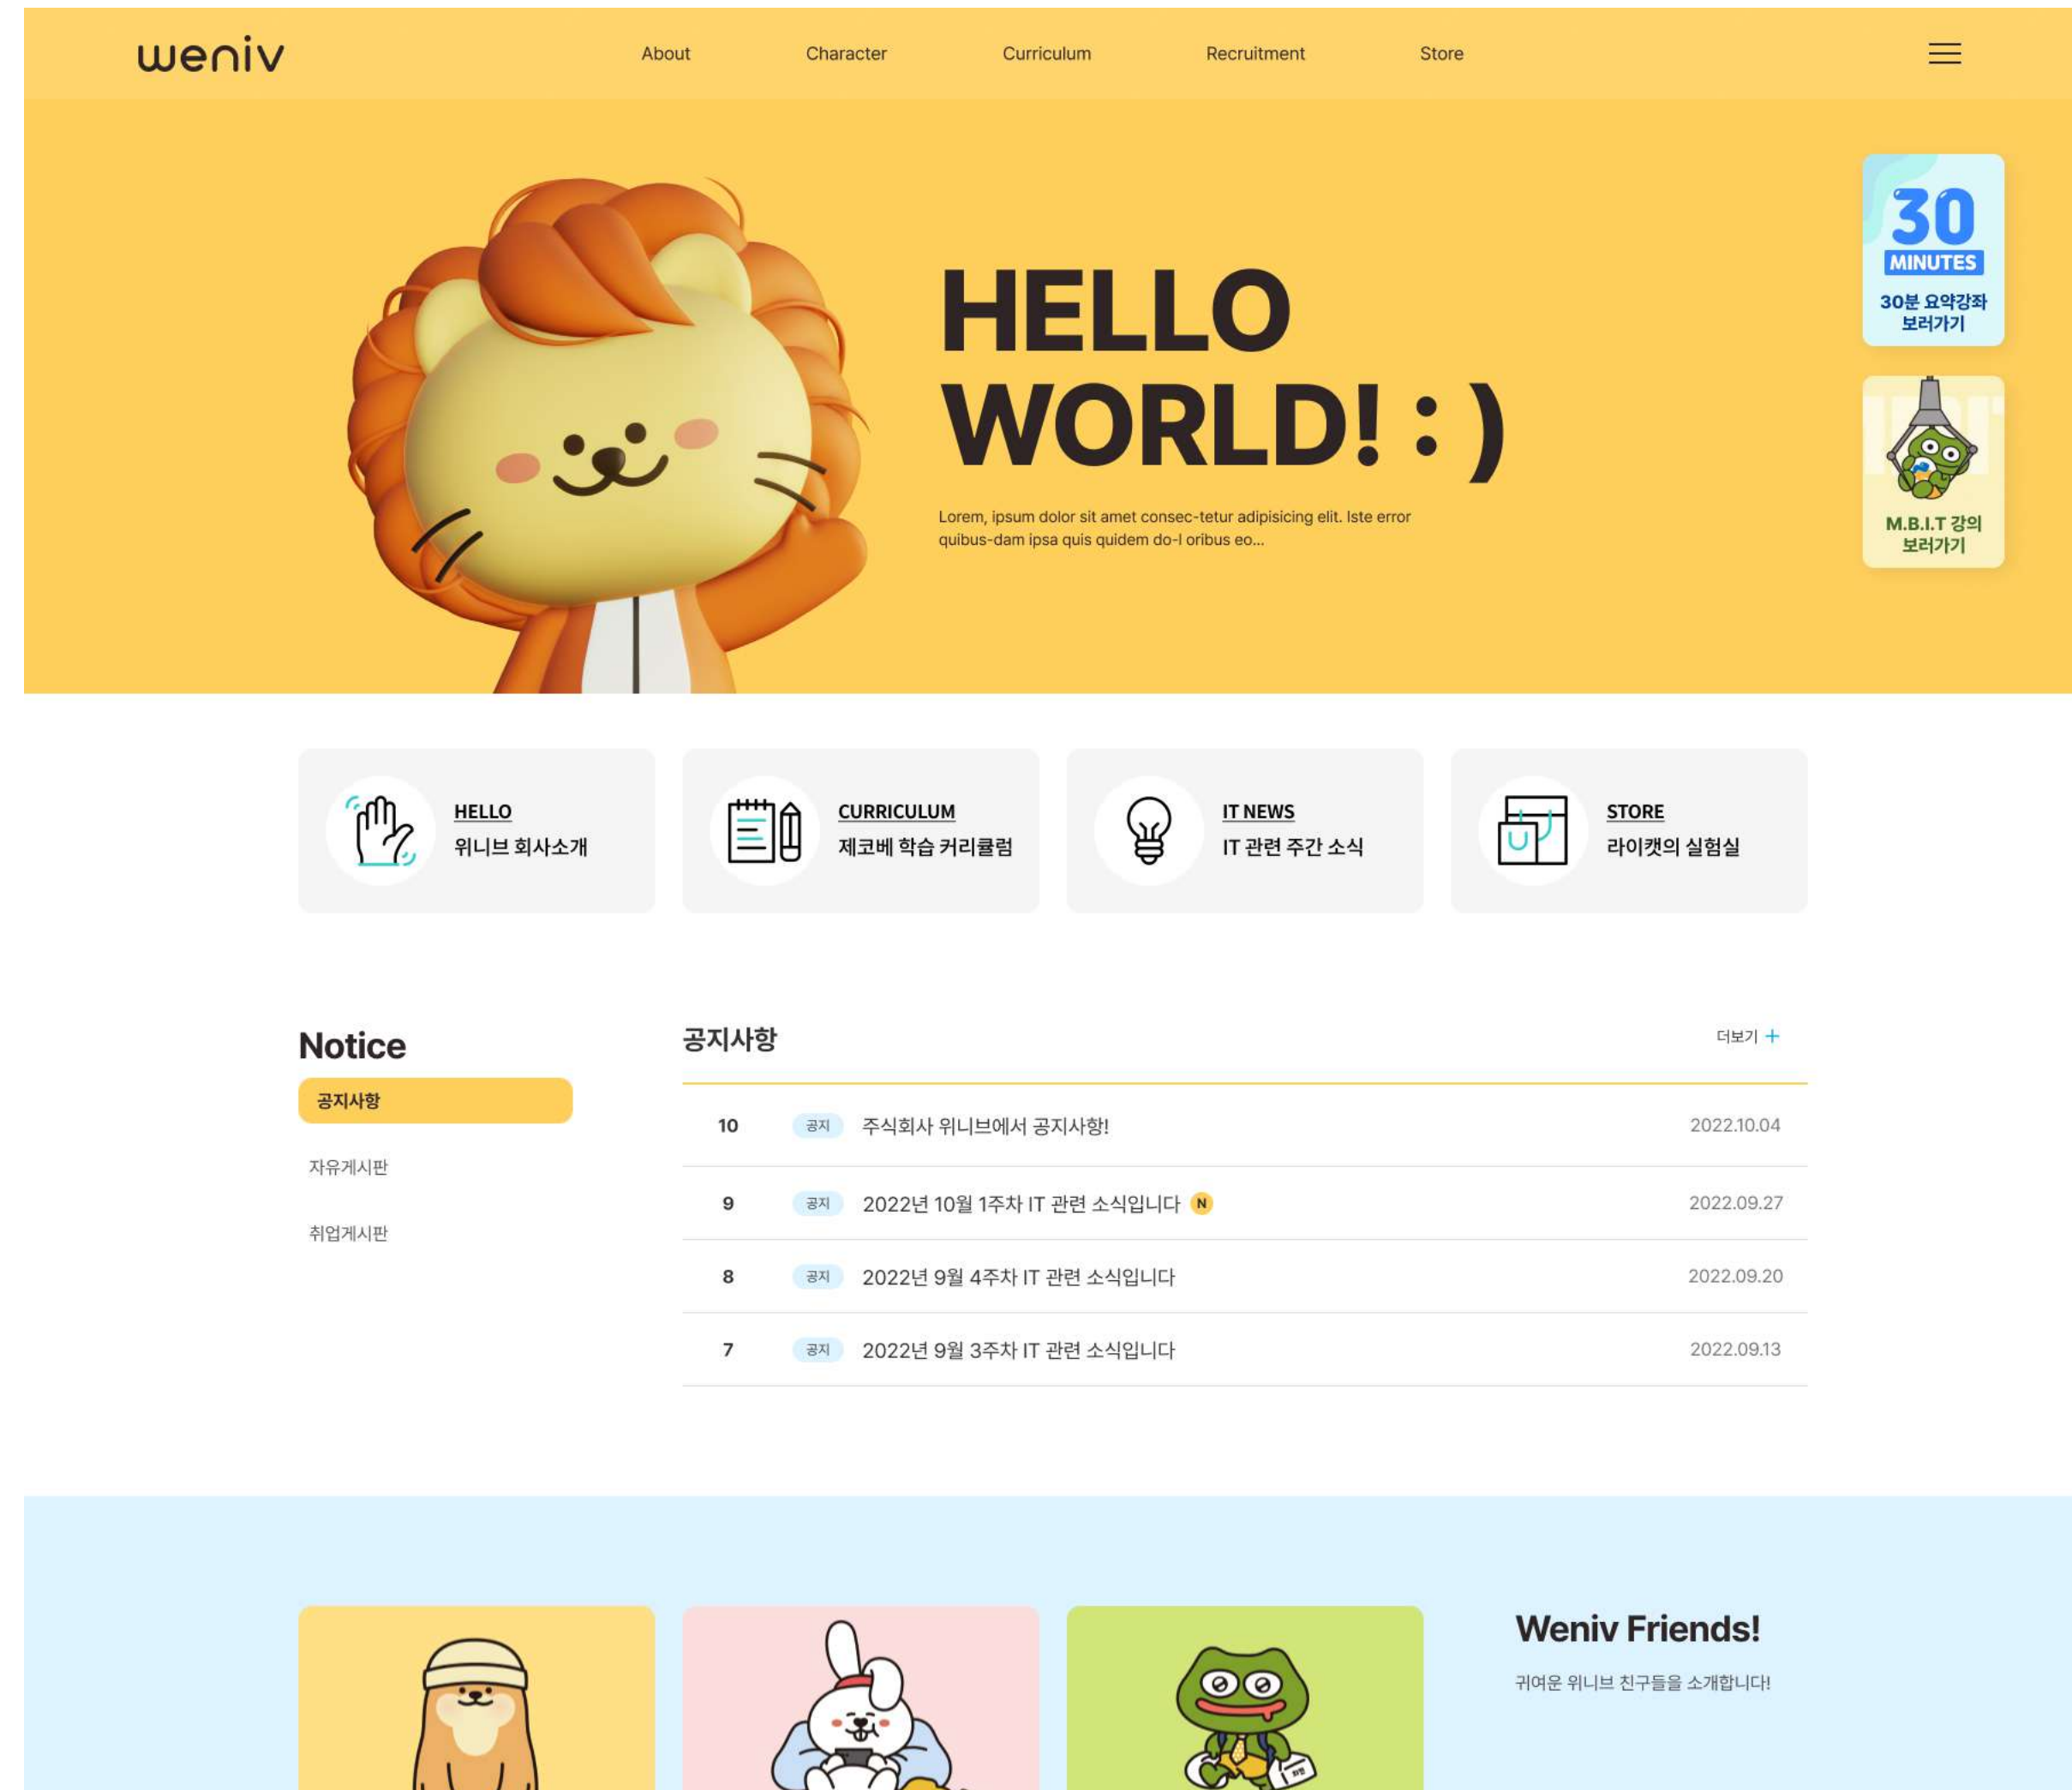 weniv
About
Character
Curriculum
Recruitment
Store
HELLO
WORLD! : )
Lorem, ipsum dolor sit amet consec-tetur adipisicing elit. Iste error
quibus-dam ipsa quis quidem do-l oribus eo...
30
MINUTES
30분 요약강좌
보러가기
M.B.I.T 강의
보러가기
HELLO
위니브 회사소개
CURRICULUM
제코베 학습 커리큘럼
IT NEWS
IT 관련 주간 소식
STORE
라이캣의 실험실
Notice
공지사항
자유게시판
취업게시판
공지사항
더보기 +
10 공지 주식회사 위니브에서 공지사항! 2022.10.04
9 공지 2022년 10월 1주차 IT 관련 소식입니다 N 2022.09.27
8 공지 2022년 9월 4주차 IT 관련 소식입니다 2022.09.20
7 공지 2022년 9월 3주차 IT 관련 소식입니다 2022.09.13
Weniv Friends!
귀여운 위니브 친구들을 소개합니다!